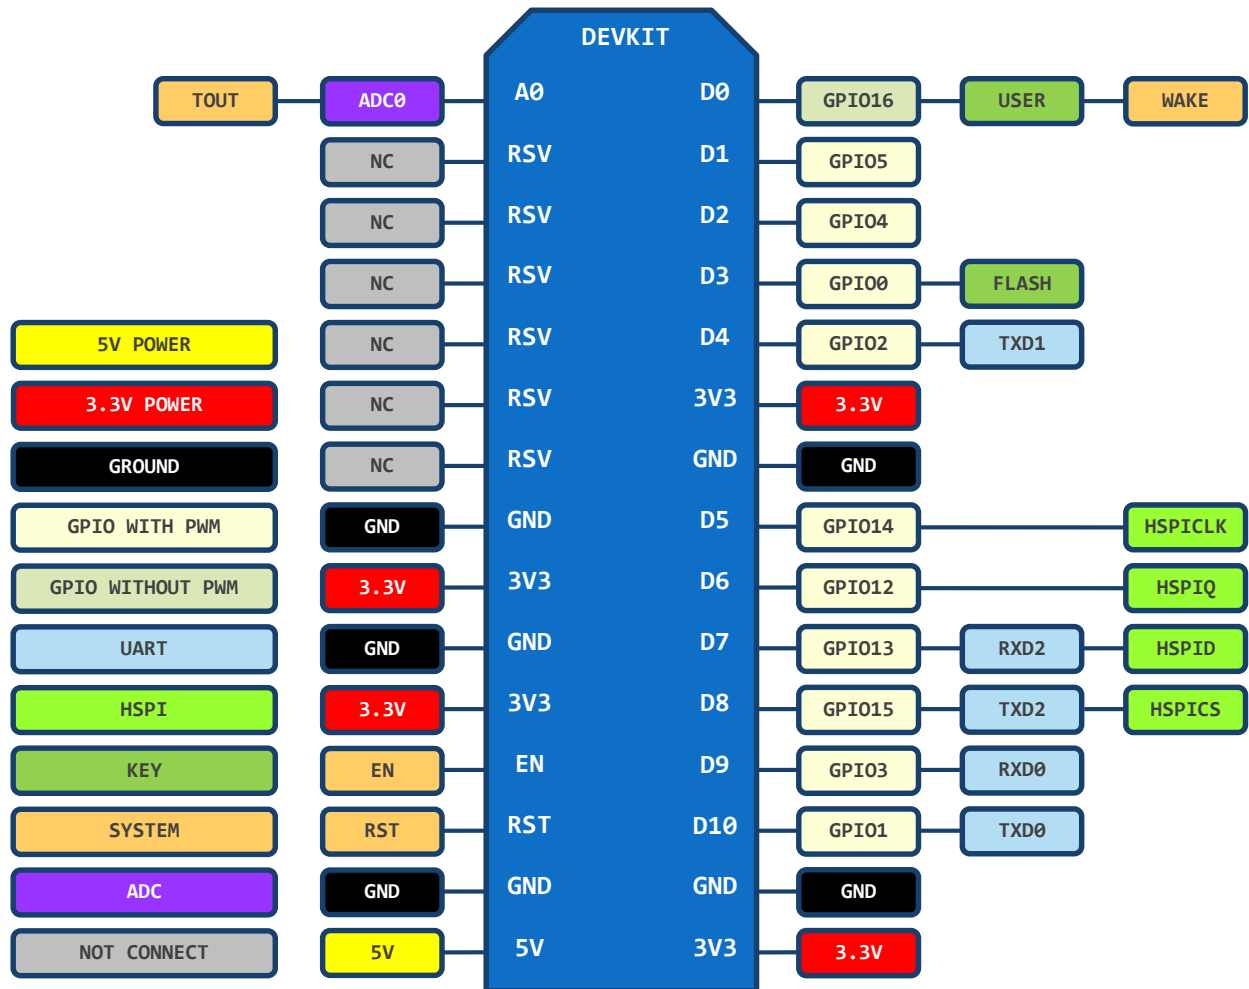 DEVKIT
TOUT ADC0 A0 D0 GPIO16 USER WAKE
NC RSV D1 GPIO5
NC RSV D2 GPIO4
NC RSV D3 GPIO0 FLASH
5V POWER NC RSV D4 GPIO2 TXD1
3.3V POWER NC RSV 3V3 3.3V
GROUND NC RSV GND GND
GPIO WITH PWM GND GND D5 GPIO14 HSPICLK
GPIO WITHOUT PWM 3.3V 3V3 D6 GPIO12 HSPIQ
UART GND GND D7 GPIO13 RXD2 HSPID
HSPI 3.3V 3V3 D8 GPIO15 TXD2 HSPICS
KEY EN EN D9 GPIO3 RXD0
SYSTEM RST RST D10 GPIO1 TXD0
ADC GND GND GND GND
NOT CONNECT 5V 5V 3V3 3.3V